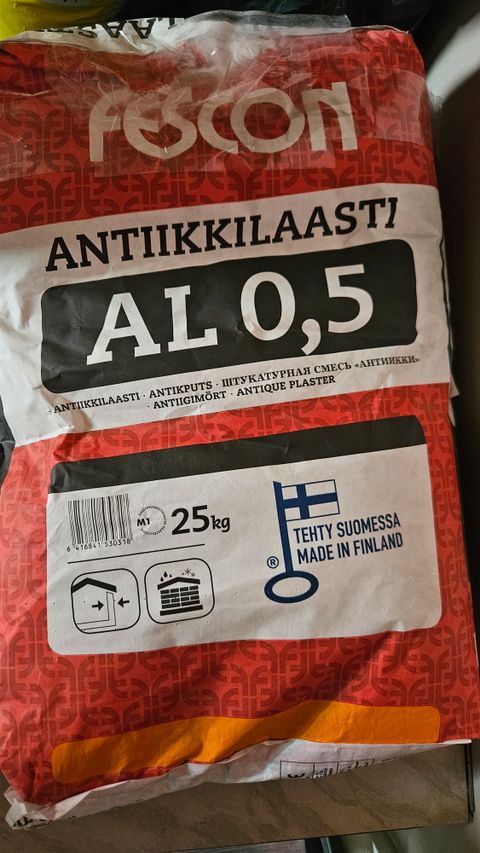 FESCON
ANTIIKKILAASTI
AL 0,5
· ANTIIKKILAASTI · ANTIKPUTS · ШТУКАТУРНАЯ СМЕСЬ «АНТИИККИ»
· ANTIIGIMÖRT · ANTIQUE PLASTER
M1
25kg
6 416841 530318
TEHTY SUOMESSA
MADE IN FINLAND
®